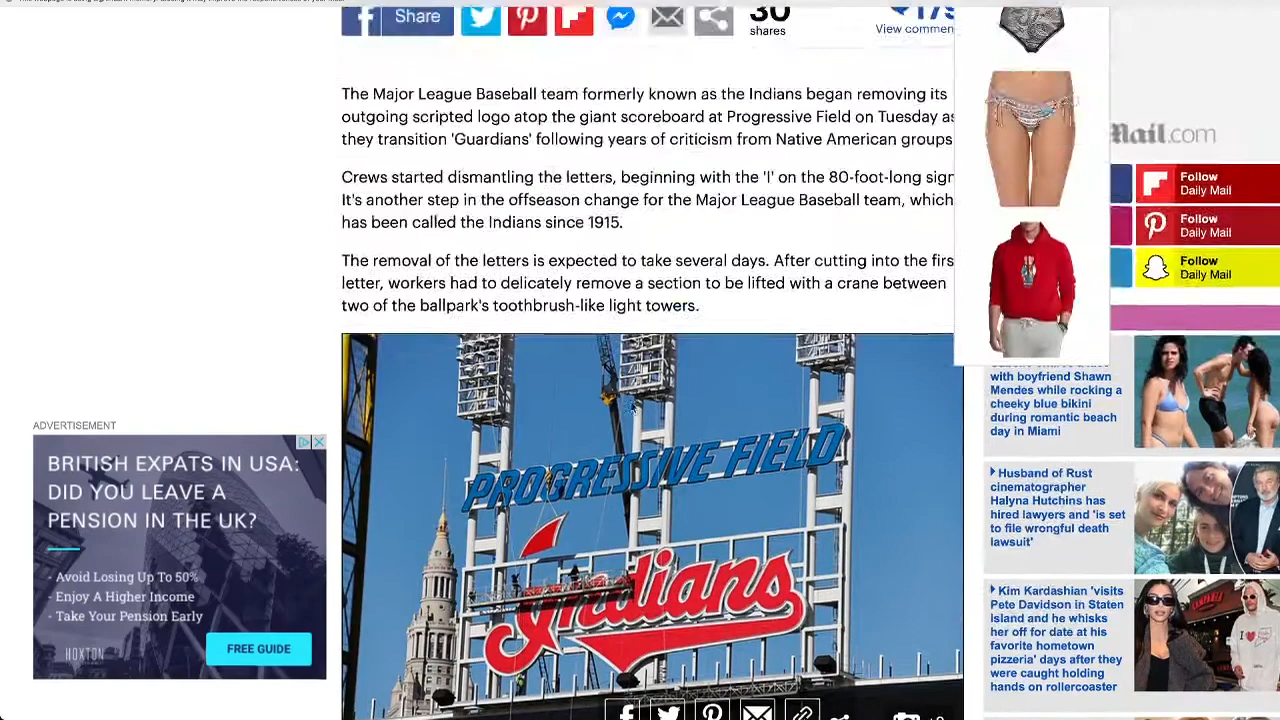 Share
30
shares
View commen
The Major League Baseball team formerly known as the Indians began removing its
outgoing scripted logo atop the giant scoreboard at Progressive Field on Tuesday as
they transition 'Guardians' following years of criticism from Native American groups
Crews started dismantling the letters, beginning with the 'I' on the 80-foot-long sign
It's another step in the offseason change for the Major League Baseball team, which
has been called the Indians since 1915.
The removal of the letters is expected to take several days. After cutting into the firs
letter, workers had to delicately remove a section to be lifted with a crane between
two of the ballpark's toothbrush-like light towers.
PROGRESSIVE FIELD
Indians
ADVERTISEMENT
BRITISH EXPATS IN USA:
DID YOU LEAVE A
PENSION IN THE UK?
- Avoid Losing Up To 50%
- Enjoy A Higher Income
- Take Your Pension Early
HOXTON
FREE GUIDE
Mail.com
Follow
Daily Mail
Follow
Daily Mail
Follow
Daily Mail
with boyfriend Shawn
Mendes while rocking a
cheeky blue bikini
during romantic beach
day in Miami
Husband of Rust
cinematographer
Halyna Hutchins has
hired lawyers and 'is set
to file wrongful death
lawsuit'
Kim Kardashian 'visits
Pete Davidson in Staten
Island and he whisks
her off for date at his
favorite hometown
pizzeria' days after they
were caught holding
hands on rollercoaster